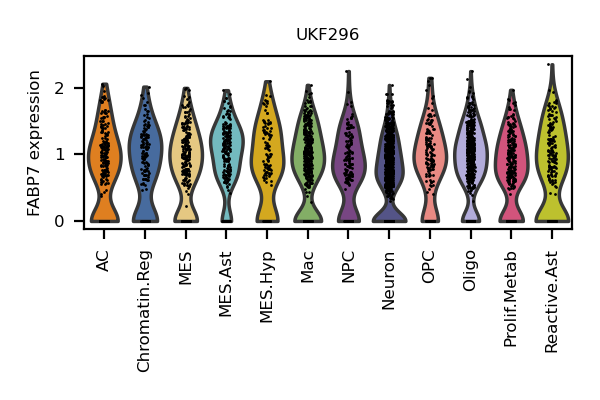 UKF296
FABP7 expression
2
1
0
AC
Chromatin.Reg
MES
MES.Ast
MES.Hyp
Mac
NPC
Neuron
OPC
Oligo
Prolif.Metab
Reactive.Ast